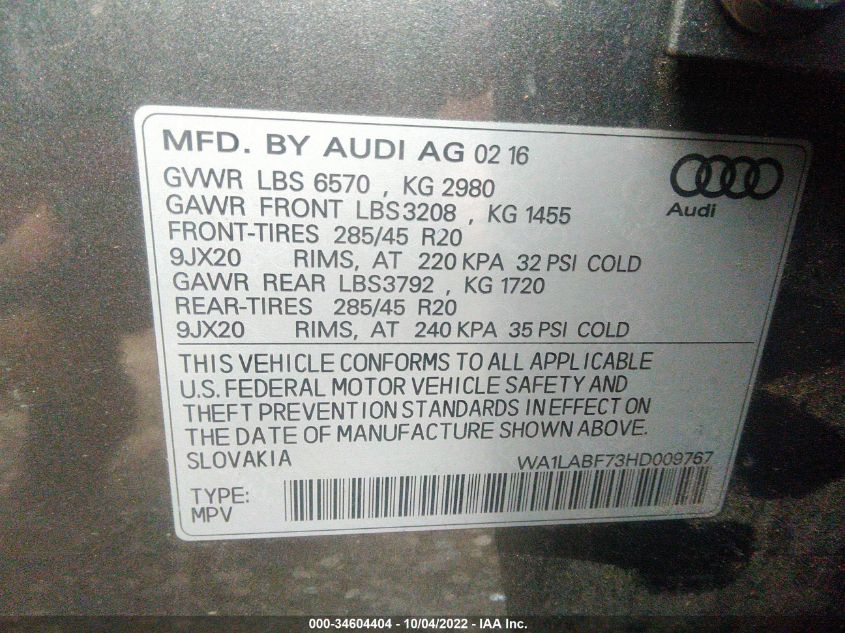 MFD. BY AUDI AG 02 16
GVWR LBS 6570 , KG 2980
GAWR FRONT LBS3208 , KG 1455
FRONT-TIRES 285/45 R20
9JX20 RIMS, AT 220 KPA 32 PSI COLD
GAWR REAR LBS3792 , KG 1720
REAR-TIRES 285/45 R20
9JX20 RIMS, AT 240 KPA 35 PSI COLD
Audi
THIS VEHICLE CONFORMS TO ALL APPLICABLE
U.S. FEDERAL MOTOR VEHICLE SAFETY AND
THEFT PREVENTION STANDARDS IN EFFECT ON
THE DATE OF MANUFACTURE SHOWN ABOVE.
SLOVAKIA WA1LABF73HD009767
TYPE:
MPV
000-34604404 - 10/04/2022 - IAA Inc.